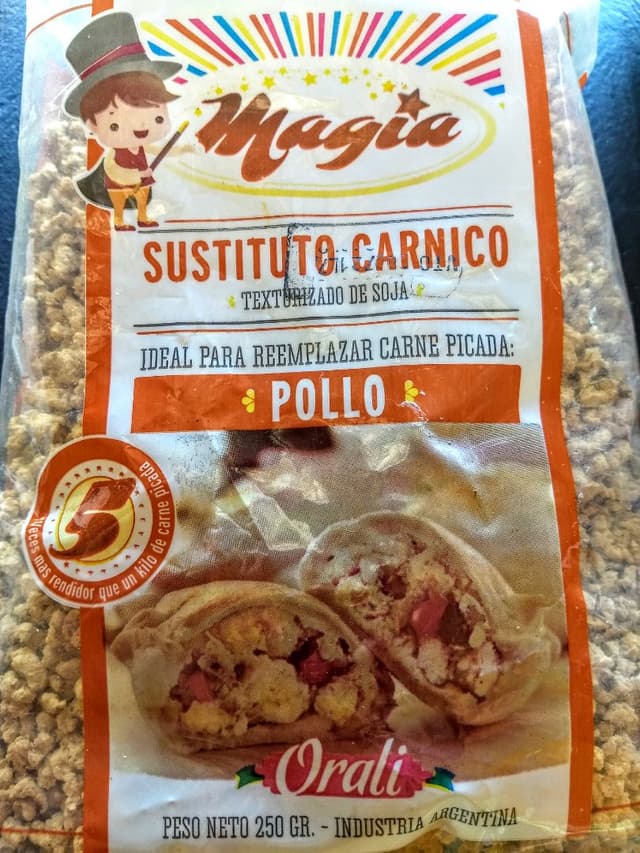 Magia
SUSTITUTO CARNICO
TEXTURIZADO DE SOJA
IDEAL PARA REEMPLAZAR CARNE PICADA:
POLLO
5
Veces mas rendidor que un kilo de carne picada
Orali
PESO NETO 250 GR. - INDUSTRIA ARGENTINA